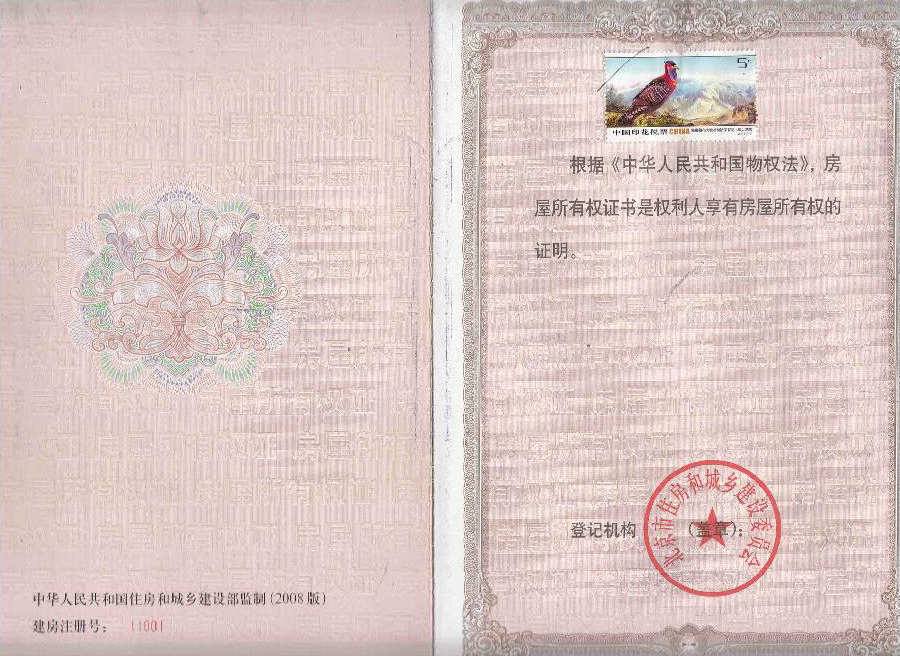 中华人民共和国住房和城乡建设部监制(2008版)
建房注册号: 11001
5
中国印花税票 CHINA
根据《中华人民共和国物权法》,房
屋所有权证书是权利人享有房屋所有权的
证明。
登记机构 (盖章):
北京市住房和城乡建设委员会